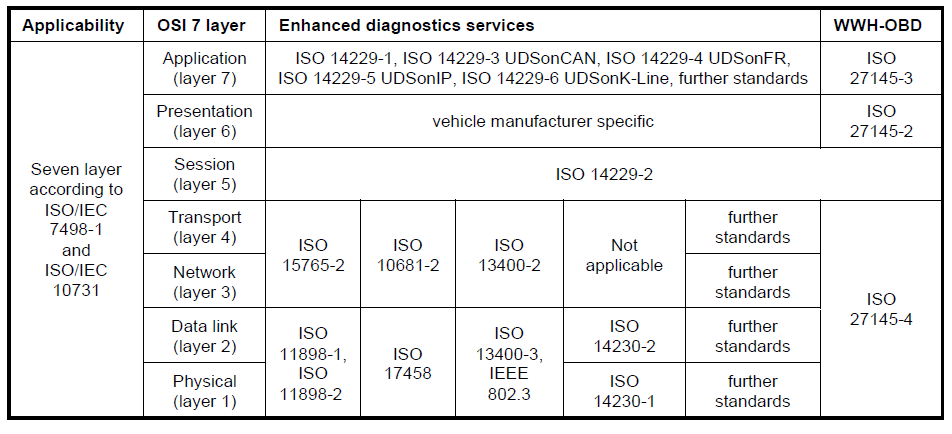 Applicability OSI 7 layer Enhanced diagnostics services WWH-OBD
Seven layer
according to
ISO/IEC
7498-1
and
ISO/IEC
10731
Application
(layer 7)
ISO 14229-1, ISO 14229-3 UDSonCAN, ISO 14229-4 UDSonFR,
ISO 14229-5 UDSonIP, ISO 14229-6 UDSonK-Line, further standards
ISO
27145-3
Presentation
(layer 6)
vehicle manufacturer specific
ISO
27145-2
Session
(layer 5)
ISO 14229-2
Transport
(layer 4)
ISO
15765-2
ISO
10681-2
ISO
13400-2
Not
applicable
further
standards
ISO
27145-4
Network
(layer 3)
further
standards
Data link
(layer 2)
ISO
11898-1,
ISO
11898-2
ISO
17458
ISO
13400-3,
IEEE
802.3
ISO
14230-2
further
standards
Physical
(layer 1)
ISO
14230-1
further
standards